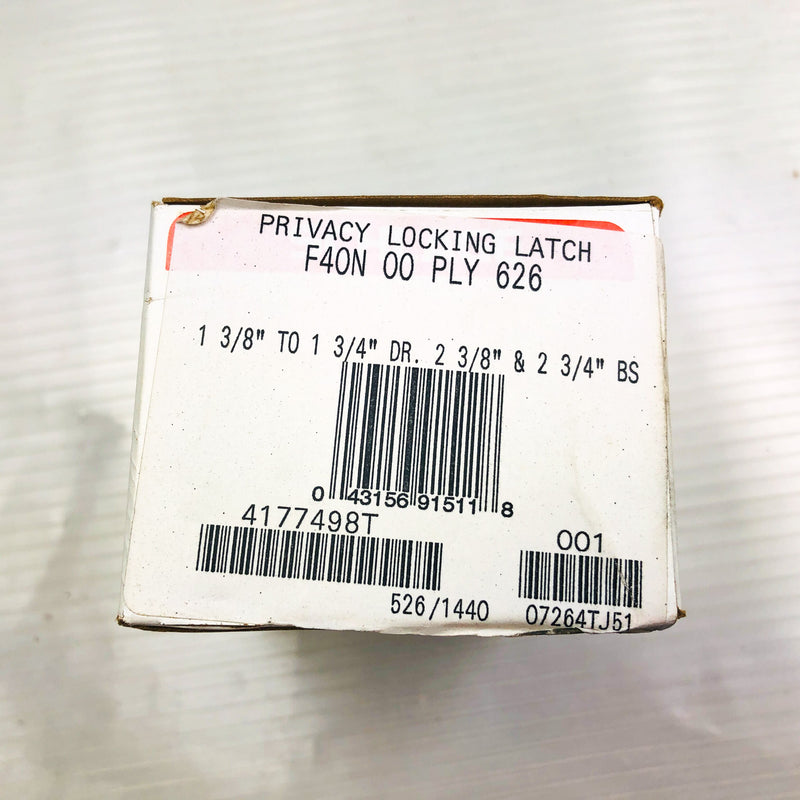 PRIVACY LOCKING LATCH
F40N 00 PLY 626
1 3/8" TO 1 3/4" DR. 2 3/8" & 2 3/4" BS
0 43156 91511 8
4177498T
001
526/1440
07264TJ51